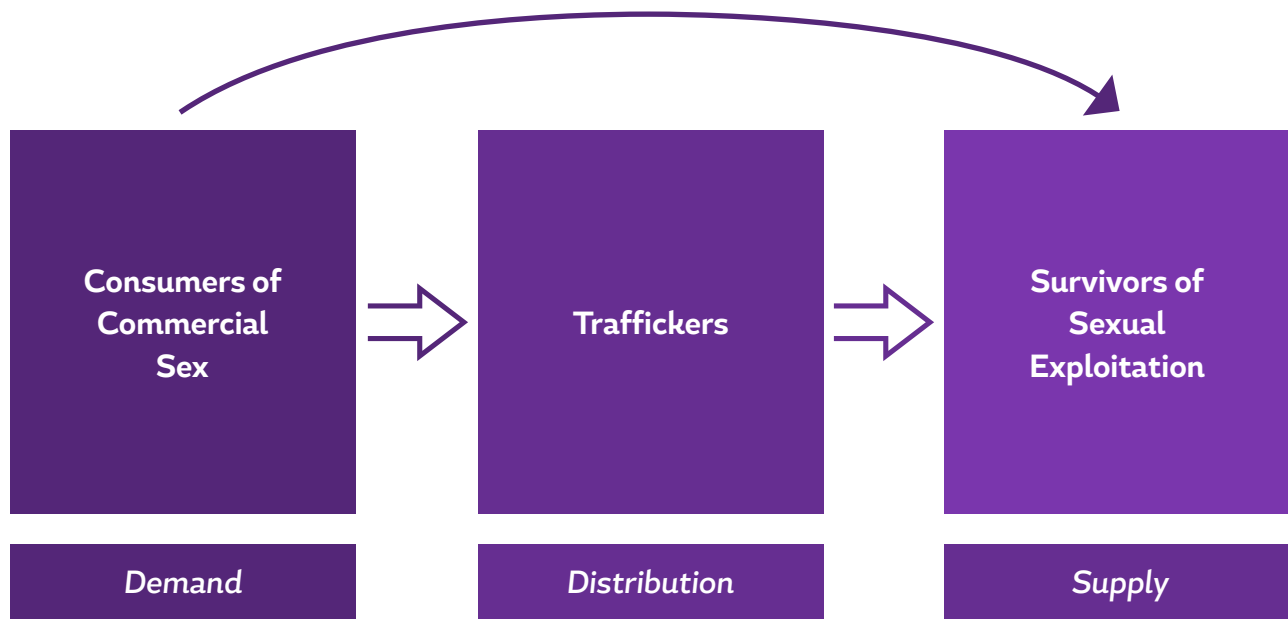 Consumers of
Commercial
Sex
Traffickers
Survivors of
Sexual
Exploitation
Demand
Distribution
Supply